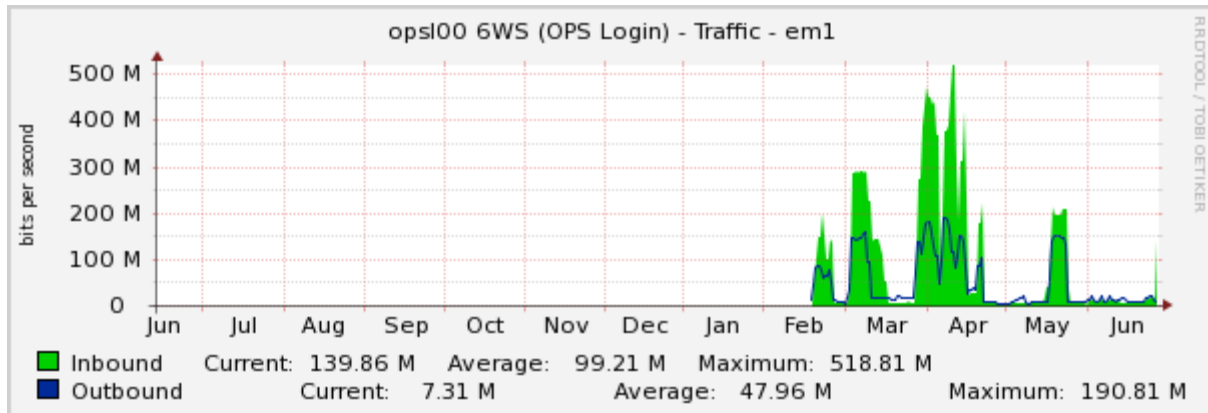 opsl00 6WS (OPS Login) - Traffic - em1
RRDTOOL / TOBI OETIKER
bits per second
500 M
400 M
300 M
200 M
100 M
0
Jun Jul Aug Sep Oct Nov Dec Jan Feb Mar Apr May Jun
Inbound Current: 139.86 M Average: 99.21 M Maximum: 518.81 M
Outbound Current: 7.31 M Average: 47.96 M Maximum: 190.81 M